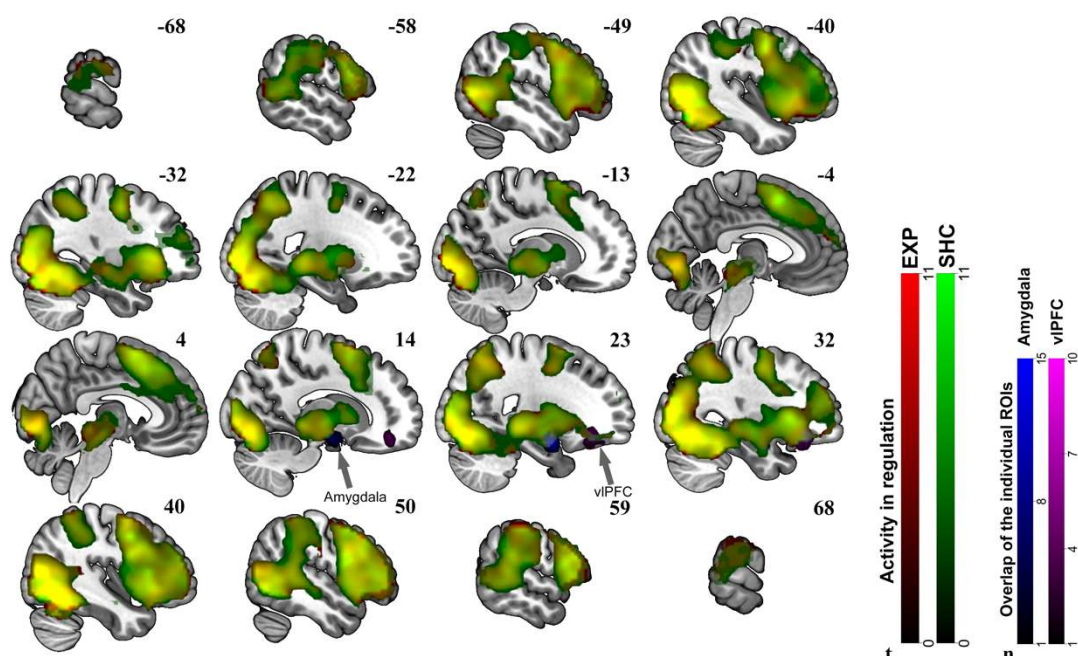 -68
-58
-49
-40
-32
-22
-13
-4
4
14
23
32
Amygdala
vlPFC
40
50
59
68
Activity in regulation
EXP
SHC
11
11
0
0
t
Overlap of the individual ROIs
Amygdala
vlPFC
15
10
7
8
4
1
1
n